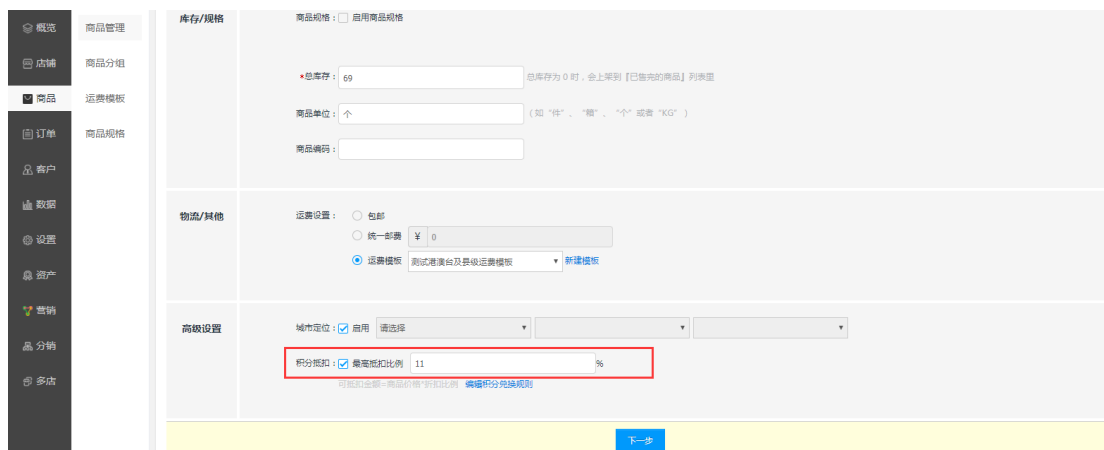 概览
商品管理
库存/规格
商品规格：
启用商品规格
店铺
商品分组
*总库存：
69
总库存为 0 时，会上架到『已售完的商品』列表里
商品
运费模板
商品单位：
个
（如 “件”、 “箱”、 “个” 或者 “KG” ）
订单
商品规格
商品编码：
客户
数据
物流/其他
运费设置：
包邮
统一邮费
¥
0
设置
运费模板
测试港澳台及县级运费模板
新建模板
资产
营销
高级设置
城市定位：
启用
请选择
分销
积分抵扣：
最高抵扣比例
11
%
多店
可抵扣金额=商品价格*折扣比例
编辑积分兑换规则
下一步